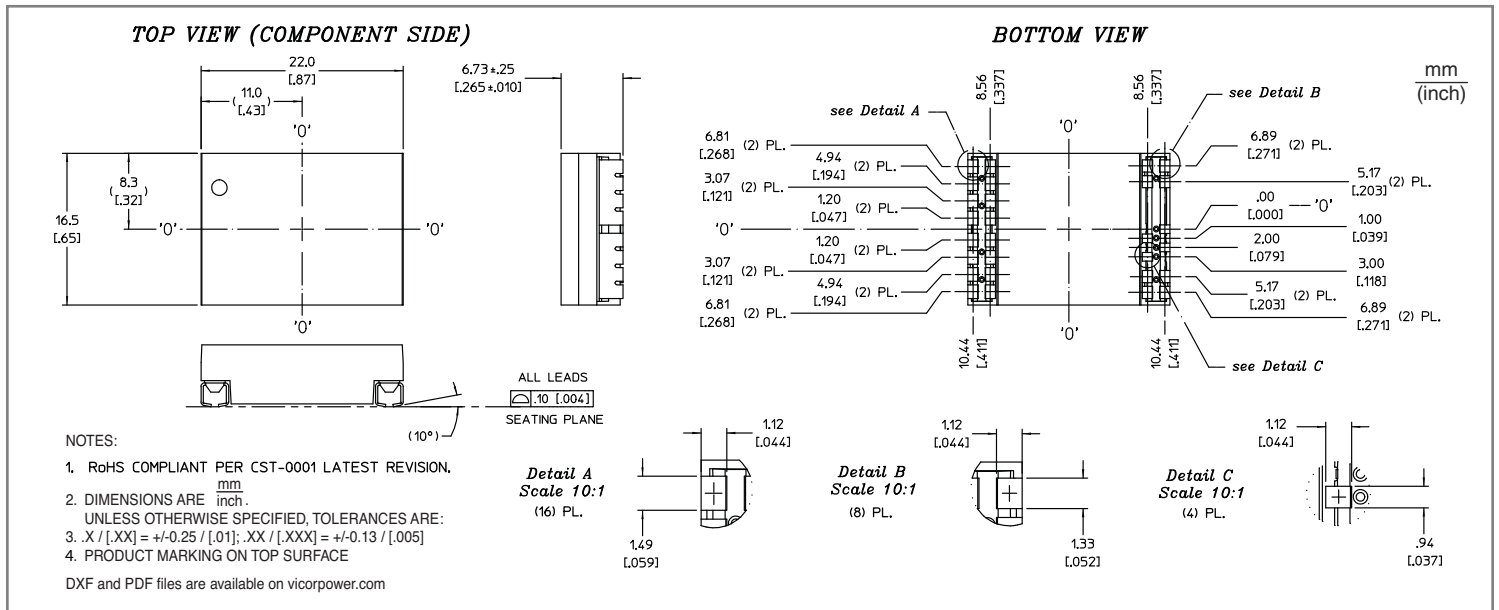 TOP VIEW (COMPONENT SIDE)
22.0
[.87]
11.0
( )
[.43]
'0'
8.3
( )
[.32]
16.5
[.65]
'0'
'0'
'0'
6.73±.25
[.265±.010]
ALL LEADS
.10 [.004]
SEATING PLANE
(10°)
BOTTOM VIEW
mm
(inch)
8.56
[.337]
8.56
[.337]
see Detail A
see Detail B
'0'
6.81
[.268] (2) PL.
4.94
[.194] (2) PL.
3.07
[.121] (2) PL.
1.20
[.047] (2) PL.
'0'
1.20
[.047] (2) PL.
3.07
[.121] (2) PL.
4.94
[.194] (2) PL.
6.81
[.268] (2) PL.
6.89
[.271] (2) PL.
5.17
[.203] (2) PL.
.00
[.000] '0'
1.00
[.039]
2.00
[.079]
3.00
[.118]
5.17
[.203] (2) PL.
6.89
[.271] (2) PL.
10.44
[.411]
'0'
10.44
[.411]
see Detail C
NOTES:
1. RoHS COMPLIANT PER CST-0001 LATEST REVISION.
2. DIMENSIONS ARE mm
inch.
UNLESS OTHERWISE SPECIFIED, TOLERANCES ARE:
3. .X / [.XX] = +/-0.25 / [.01]; .XX / [.XXX] = +/-0.13 / [.005]
4. PRODUCT MARKING ON TOP SURFACE
DXF and PDF files are available on vicorpower.com
Detail A
Scale 10:1
(16) PL.
1.12
[.044]
1.49
[.059]
Detail B
Scale 10:1
(8) PL.
1.12
[.044]
1.33
[.052]
Detail C
Scale 10:1
(4) PL.
1.12
[.044]
.94
[.037]